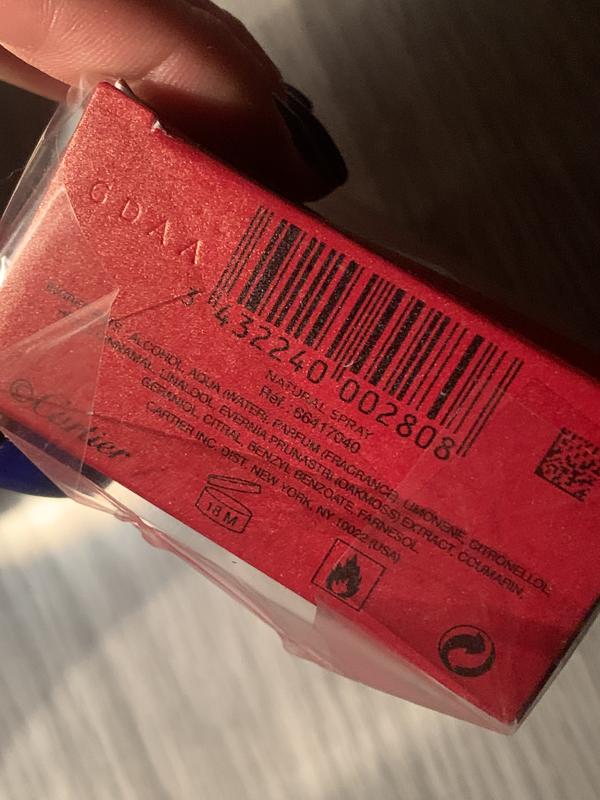 GDAA
3 432240 002808
NATURAL SPRAY
Ref.: 66417040
ALCOHOL, AQUA (WATER), PARFUM (FRAGRANCE), LIMONENE, CITRONELLOL,
LINALOOL, EVERNIA PRUNASTRI (OAKMOSS) EXTRACT, COUMARIN,
GERANIOL, CITRAL, BENZYL BENZOATE, FARNESOL
CARTIER INC. DIST. NEW YORK, NY 10022 (USA)
©Cartier
18 M